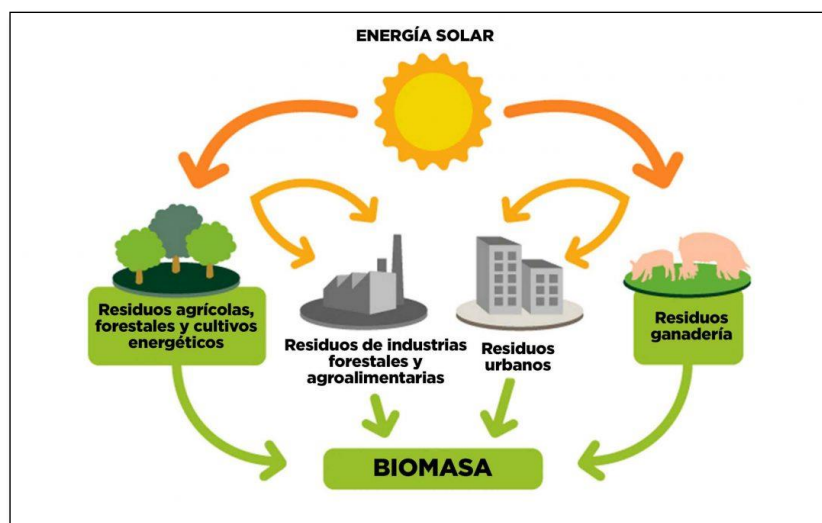 ENERGÍA SOLAR
Residuos agrícolas,
forestales y cultivos
energéticos
Residuos de industrias
forestales y
agroalimentarias
Residuos
urbanos
Residuos
ganadería
BIOMASA